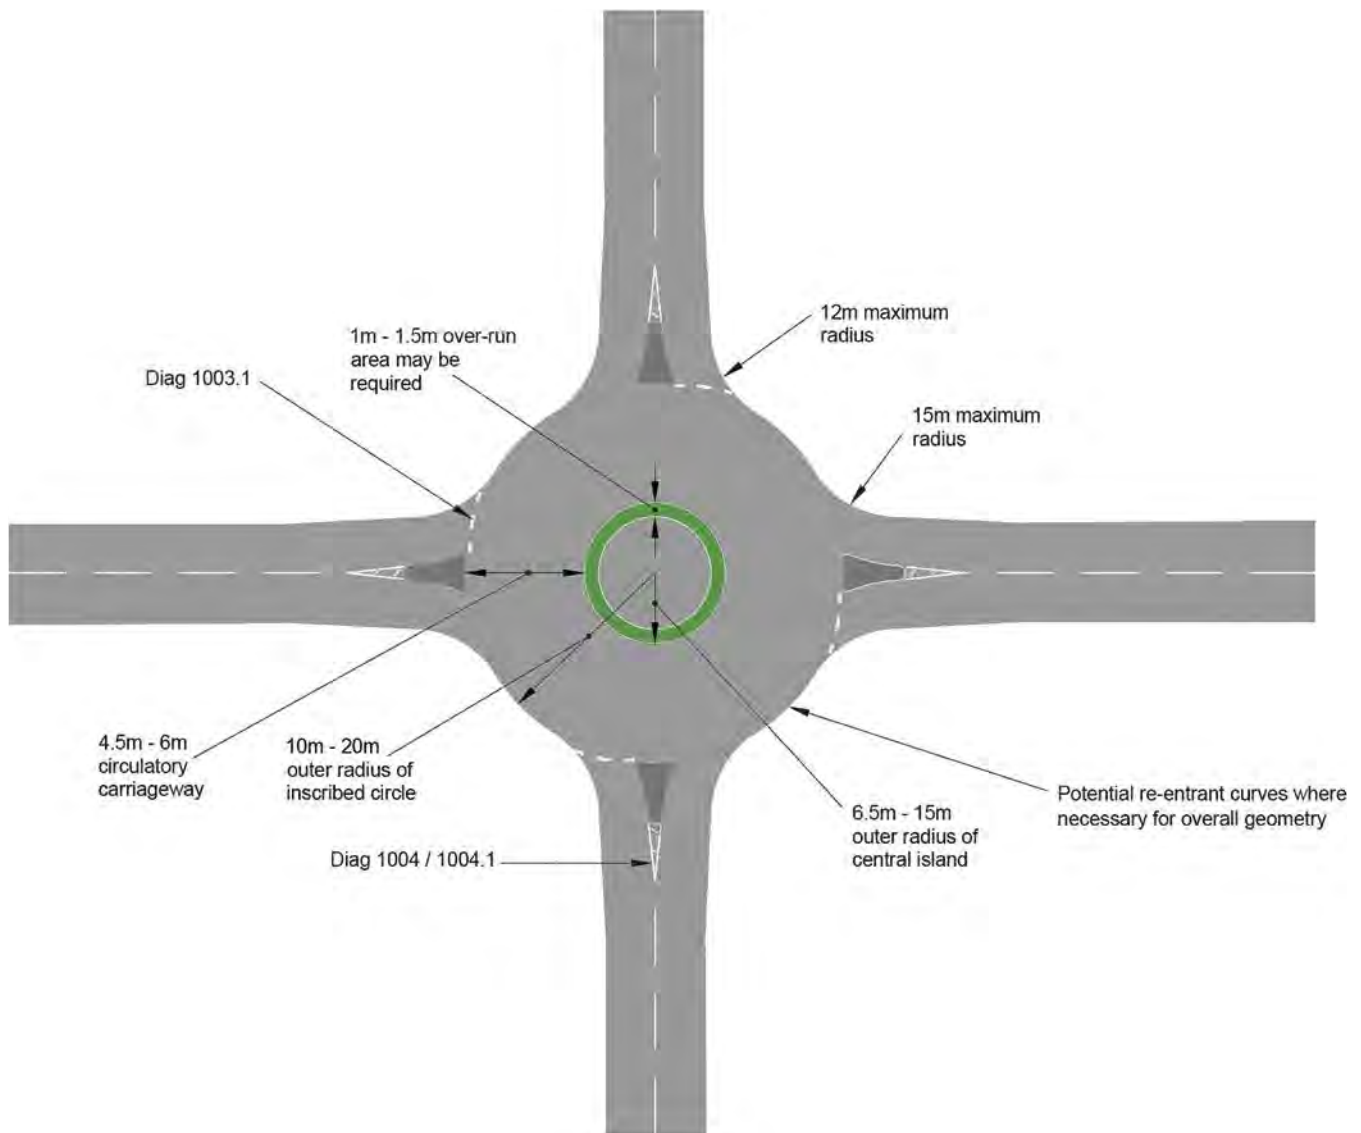 12m maximum
radius
1m - 1.5m over-run
area may be
required
Diag 1003.1
15m maximum
radius
4.5m - 6m
circulatory
carriageway
10m - 20m
outer radius of
inscribed circle
6.5m - 15m
outer radius of
central island
Potential re-entrant curves where
necessary for overall geometry
Diag 1004 / 1004.1